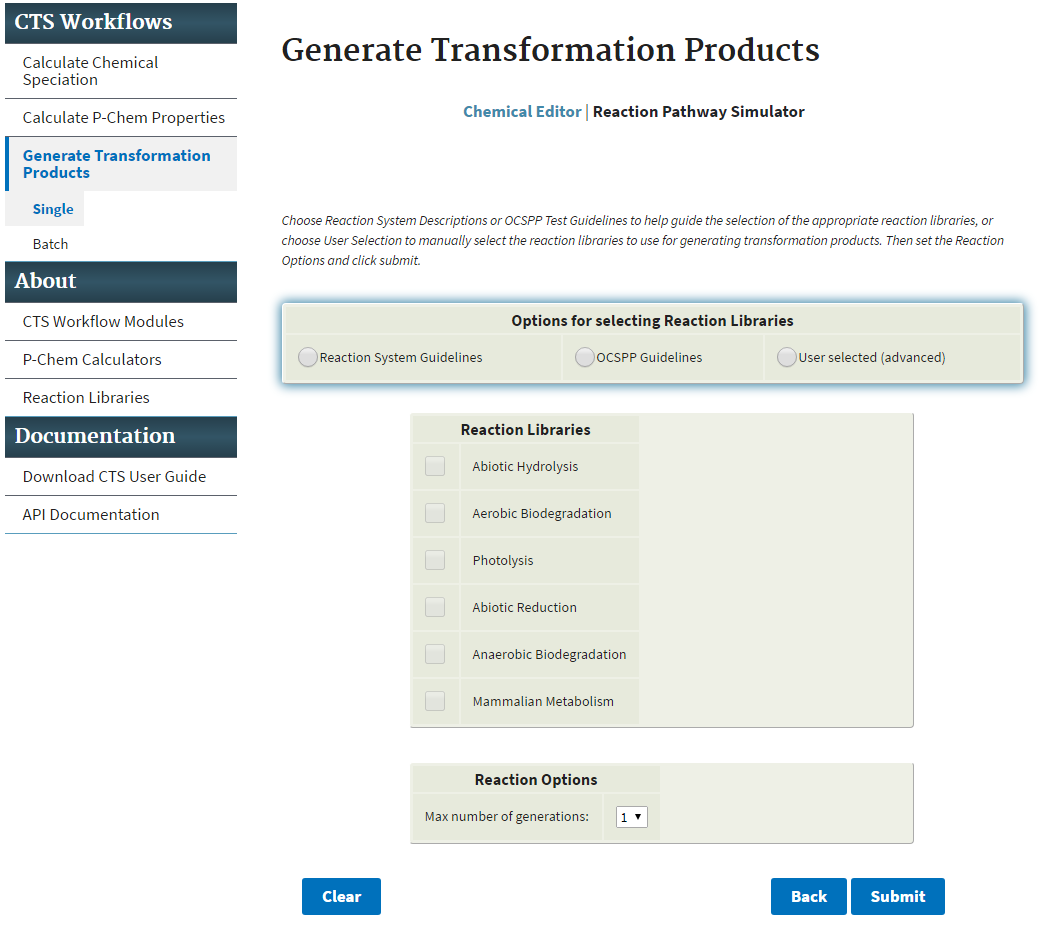 CTS Workflows
Calculate Chemical
Speciation
Calculate P-Chem Properties
Generate Transformation
Products
Single
Batch
About
CTS Workflow Modules
P-Chem Calculators
Reaction Libraries
Documentation
Download CTS User Guide
API Documentation
Generate Transformation Products
Chemical Editor | Reaction Pathway Simulator
Choose Reaction System Descriptions or OCSPP Test Guidelines to help guide the selection of the appropriate reaction libraries, or
choose User Selection to manually select the reaction libraries to use for generating transformation products. Then set the Reaction
Options and click submit.
Options for selecting Reaction Libraries
Reaction System Guidelines OCSPP Guidelines User selected (advanced)
Reaction Libraries
Abiotic Hydrolysis
Aerobic Biodegradation
Photolysis
Abiotic Reduction
Anaerobic Biodegradation
Mammalian Metabolism
Reaction Options
Max number of generations: 1
Clear Back Submit